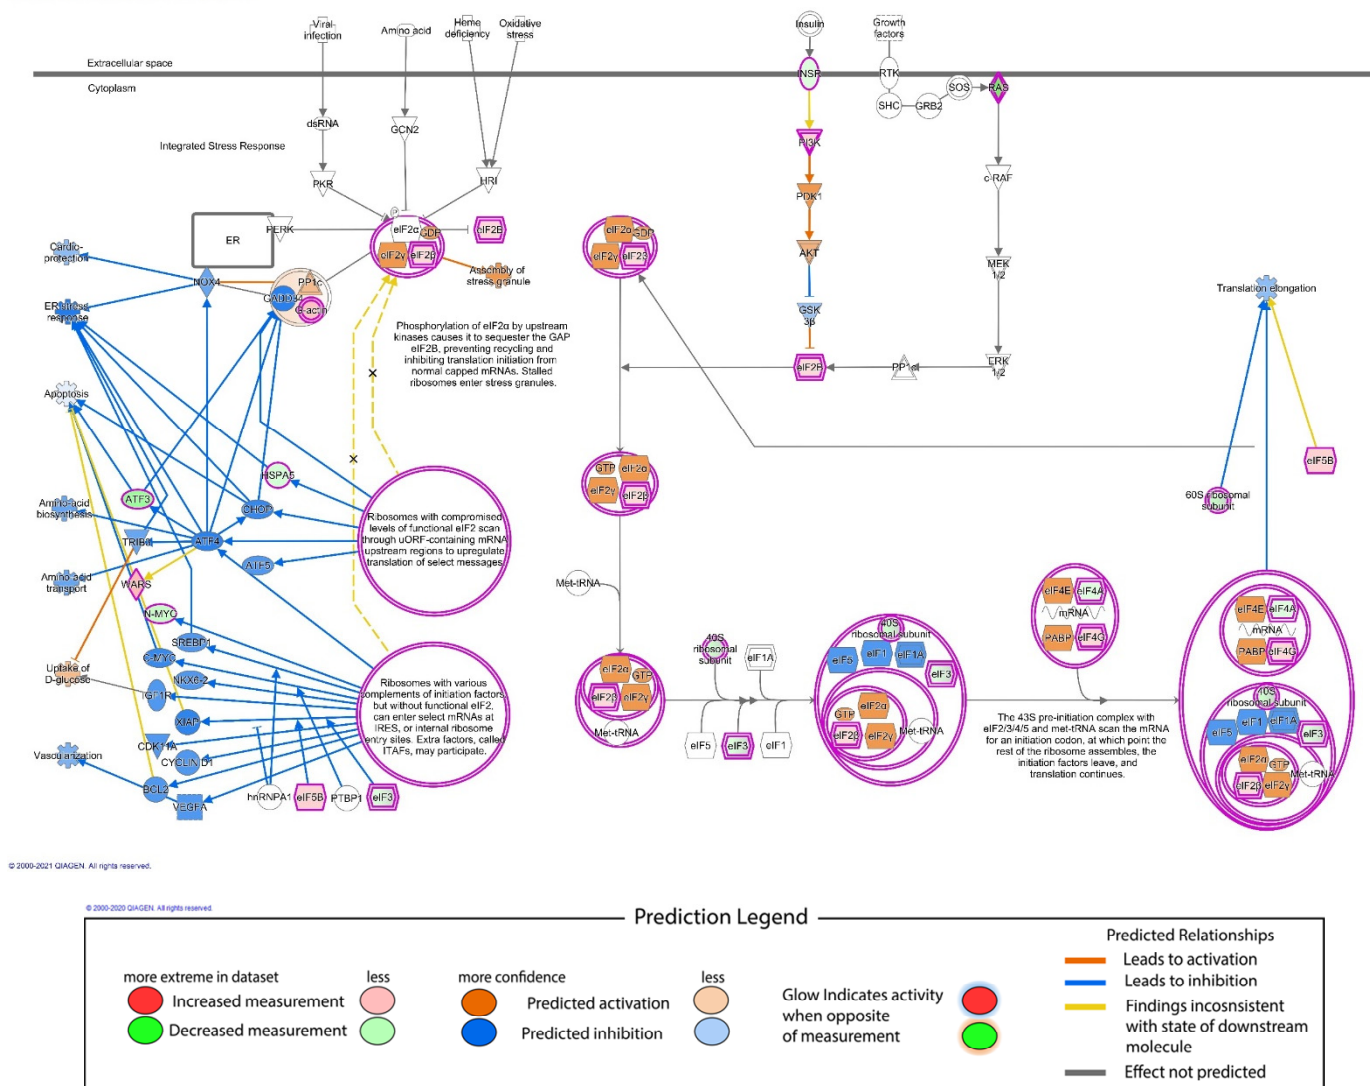 Viral
infection
Amino acid
Heme
deficiency
Oxidative
stress
Insulin
Growth
factors
Extracellular space
Cytoplasm
INSR
RTK
SOS
RAS
SHC
GRB2
dsRNA
GCN2
Integrated Stress Response
PKR
HRI
PI3K
c-RAF
PDK1
ER
PERK
P
eIF2α
GDP
eIF2γ
eIF2β
eIF2B
eIF2α
GDP
eIF2γ
eIF2β
AKT
MEK
1/2
Cardio-
protection
NOX4
PP1c
GADD34
G-actin
Assembly of
stress granule
GSK
3β
Translation elongation
ER stress
response
Phosphorylation of eIF2α by upstream
kinases causes it to sequester the GAP
eIF2B, preventing recycling and
inhibiting translation initiation from
normal capped mRNAs. Stalled
ribosomes enter stress granules.
eIF2B
PP1α
ERK
1/2
Apoptosis
HSPA5
GTP
eIF2α
eIF2γ
eIF2β
eIF5B
ATF3
CHOP
60S ribosomal
subunit
Amino acid
biosynthesis
TRIB3
ATF4
ATF5
Ribosomes with compromised
levels of functional eIF2 scan
through uORF-containing mRNA
upstream regions to upregulate
translation of select messages
Amino acid
transport
WARS
Met-tRNA
eIF4E
eIF4A
mRNA
PABP
eIF4G
eIF4E
eIF4A
mRNA
PABP
eIF4G
N-MYC
SREBP1
C-MYC
NKX6-2
Uptake of
D-glucose
IGF1R
XIAP
CDK11A
CYCLIN D1
Vascularization
BCL2
VEGFA
Ribosomes with various
complements of initiation factors,
but without functional eIF2,
can enter select mRNAs at
IRES, or internal ribosome
entry sites. Extra factors, called
ITAFs, may participate.
hnRNPA1
eIF5B
PTBP1
eIF3
eIF2α
GTP
eIF2β
eIF2γ
Met-tRNA
40S
ribosomal
subunit
eIF1A
eIF5
eIF3
eIF1
40S
ribosomal subunit
eIF5
eIF1
eIF1A
eIF3
GTP
eIF2α
eIF2β
eIF2γ
Met-tRNA
The 43S pre-initiation complex with
eIF2/3/4/5 and met-tRNA scan the mRNA
for an initiation codon, at which point the
rest of the ribosome assembles, the
initiation factors leave, and
translation continues.
40S
ribosomal subunit
eIF5
eIF1
eIF1A
eIF3
eIF2α
GTP
eIF2β
eIF2γ
Met-tRNA
© 2000-2021 QIAGEN. All rights reserved.
© 2000-2020 QIAGEN. All rights reserved.
Prediction Legend
more extreme in dataset
less
Increased measurement
Decreased measurement
more confidence
less
Predicted activation
Predicted inhibition
Glow Indicates activity
when opposite
of measurement
Predicted Relationships
Leads to activation
Leads to inhibition
Findings inconsnistent
with state of downstream
molecule
Effect not predicted